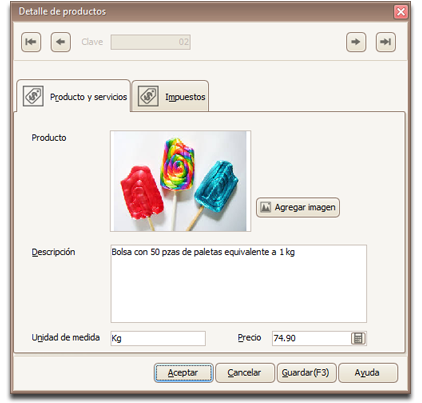 Detalle de productos
Clave 02
Producto y servicios Impuestos
Producto
Agregar imagen
Descripción Bolsa con 50 pzas de paletas equivalente a 1 kg
Unidad de medida Kg Precio 74.90
Aceptar Cancelar Guardar(F3) Ayuda